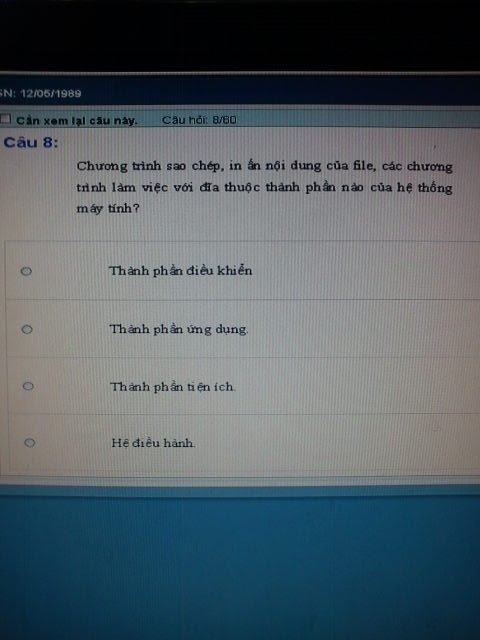 SN: 12/05/1989
Cần xem lại câu này. Câu hỏi: 8/60
Câu 8:
Chương trình sao chép, in ấn nội dung của file, các chương
trình làm việc với đĩa thuộc thành phần nào của hệ thống
máy tính?
Thành phần điều khiển
Thành phần ứng dụng.
Thành phần tiện ích.
Hệ điều hành.